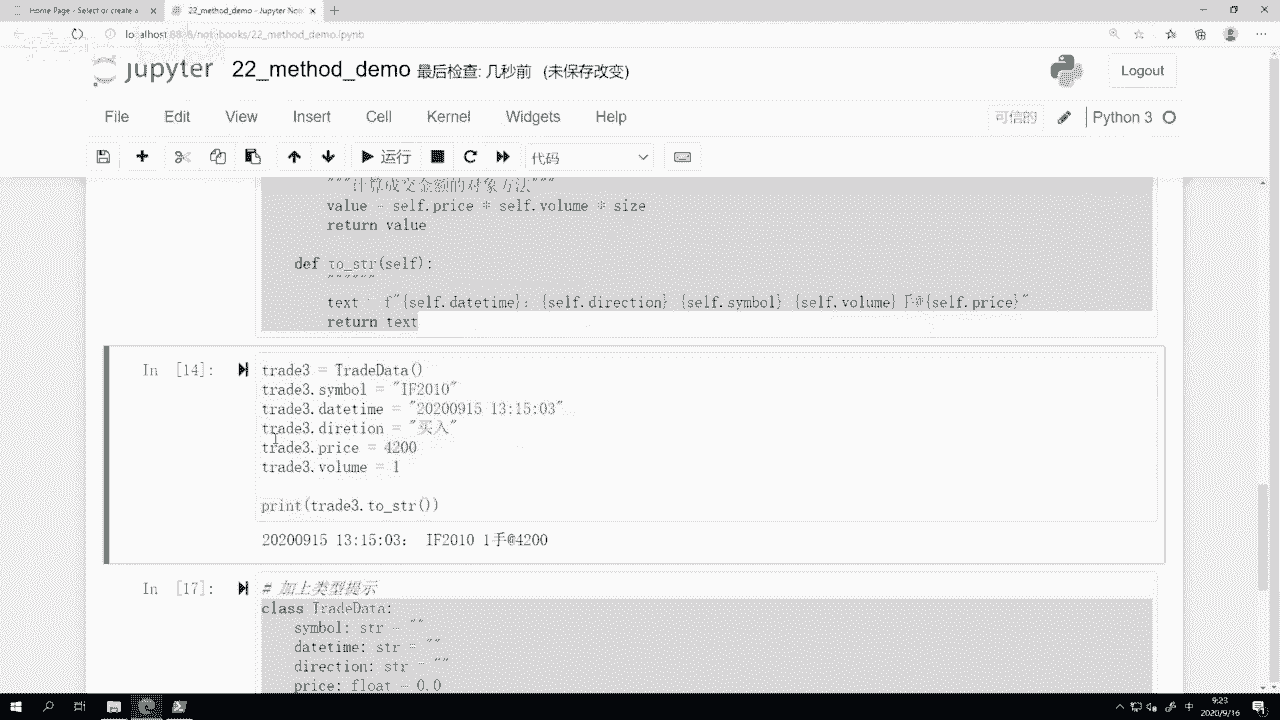 Home Page - Select or create a
22_method_demo - Jupyter No
localhost:8888/notebooks/22_method_demo.ipynb
jupyter 22_method_demo 最后检查: 几秒前 (未保存改变)
Logout
File Edit View Insert Cell Kernel Widgets Help
可信的
Python 3
运行
代码
"""计算成交金额的对象方法"""
value = self.price * self.volume * size
return value
def to_str(self):
""""""
text = f"{self.datetime}: {self.direction} {self.symbol} {self.volume}手@{self.price}"
return text
In [14]:
trade3 = TradeData()
trade3.symbol = "IF2010"
trade3.datetime = "20200915 13:15:03"
trade3.diretion = "买入"
trade3.price = 4200
trade3.volume = 1
print(trade3.to_str())
20200915 13:15:03: IF2010 1手@4200
In [17]:
# 加上类型提示
class TradeData:
symbol: str = ""
datetime: str = ""
direction: str = ""
price: float = 0.0
中
9:23
2020/9/16